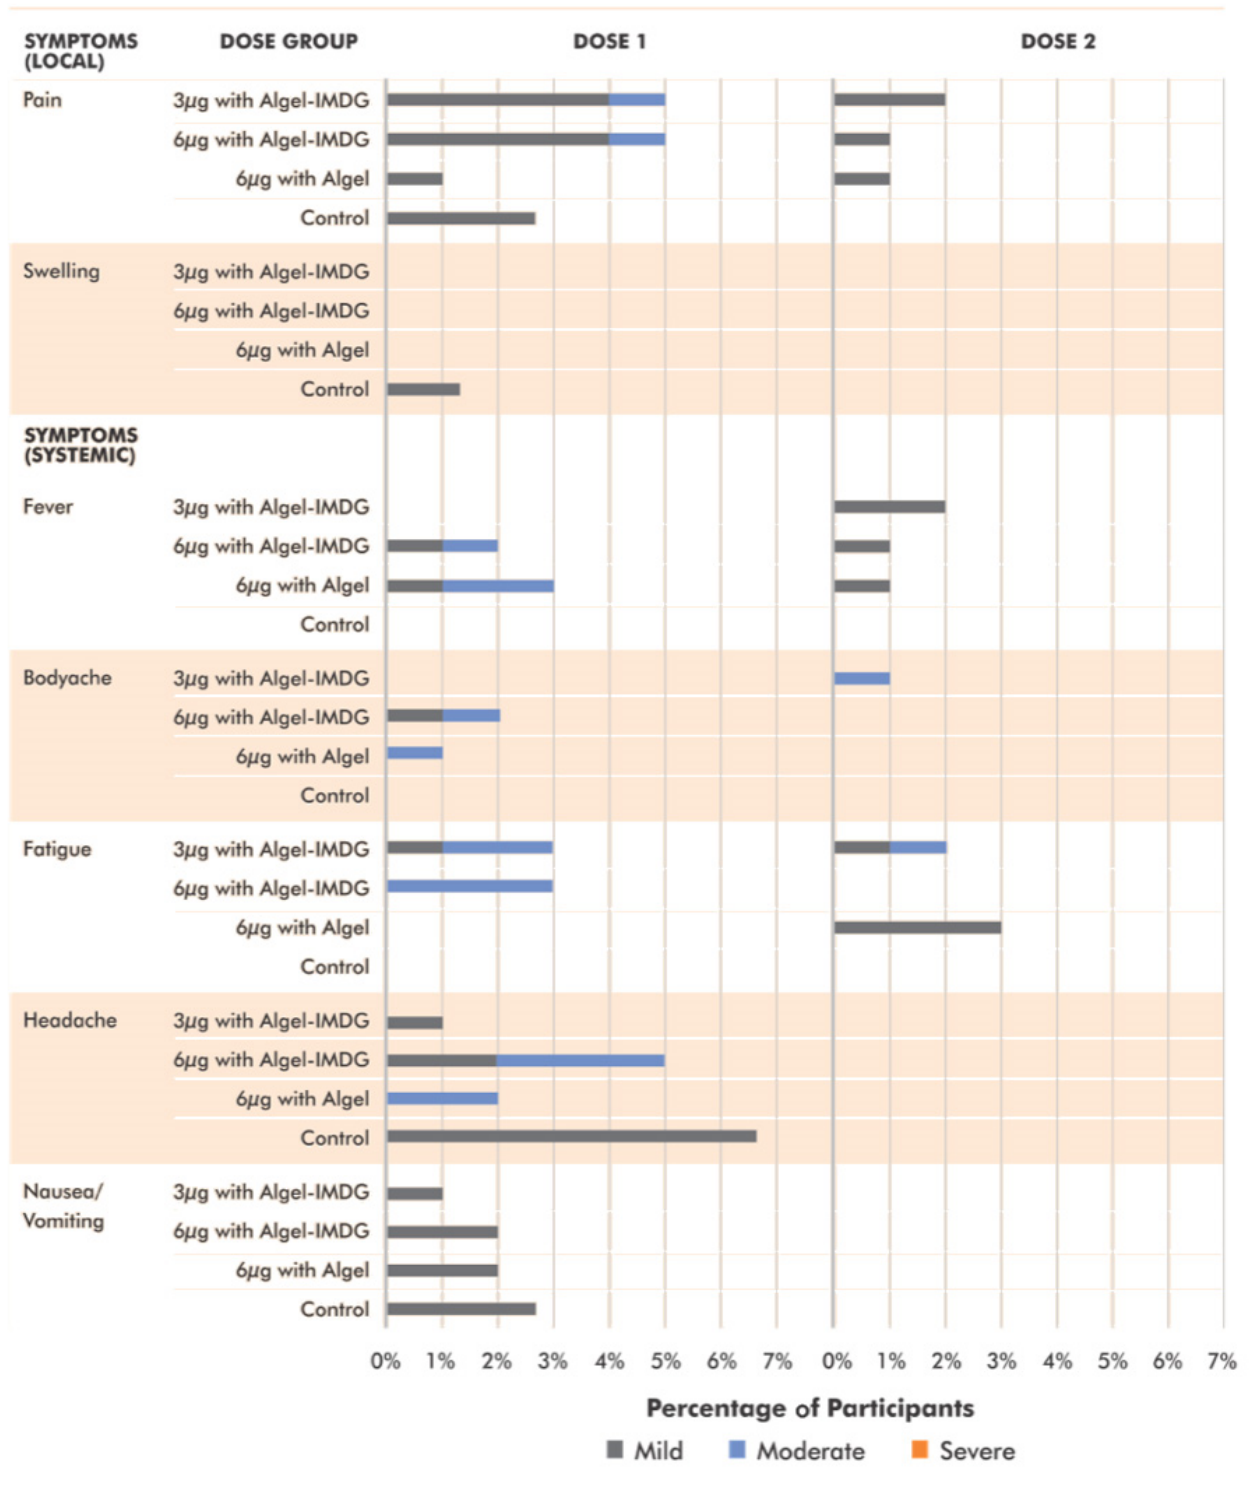 SYMPTOMS (LOCAL) DOSE GROUP DOSE 1 DOSE 2
Pain 3µg with Algel-IMDG
6µg with Algel-IMDG
6µg with Algel
Control
Swelling 3µg with Algel-IMDG
6µg with Algel-IMDG
6µg with Algel
Control
SYMPTOMS
(SYSTEMIC)
Fever 3µg with Algel-IMDG
6µg with Algel-IMDG
6µg with Algel
Control
Bodyache 3µg with Algel-IMDG
6µg with Algel-IMDG
6µg with Algel
Control
Fatigue 3µg with Algel-IMDG
6µg with Algel-IMDG
6µg with Algel
Control
Headache 3µg with Algel-IMDG
6µg with Algel-IMDG
6µg with Algel
Control
Nausea/ 3µg with Algel-IMDG
Vomiting 6µg with Algel-IMDG
6µg with Algel
Control
0% 1% 2% 3% 4% 5% 6% 7% 0% 1% 2% 3% 4% 5% 6% 7%
Percentage of Participants
Mild Moderate Severe